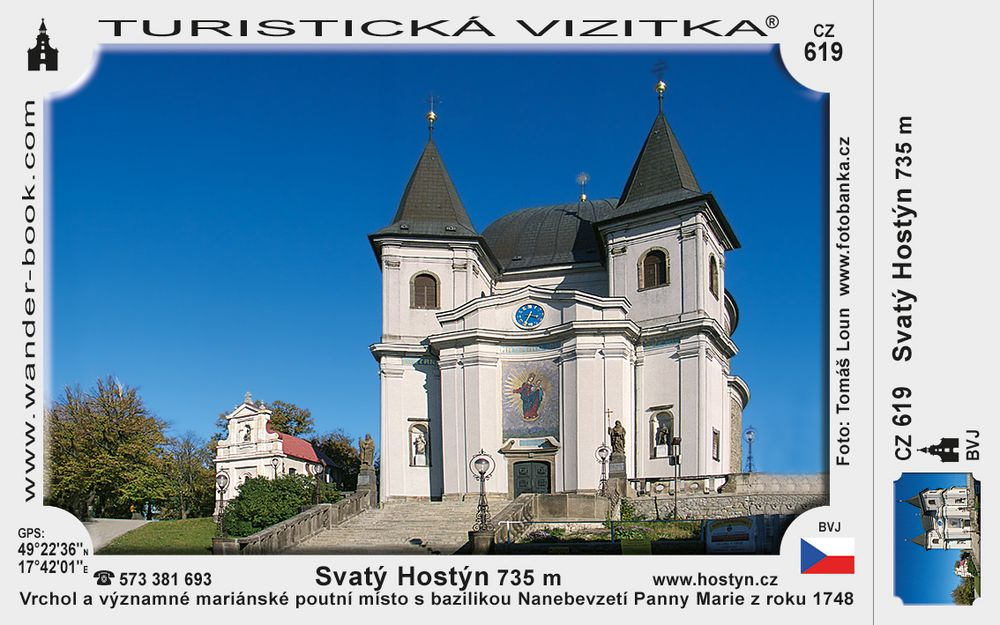 TURISTICKÁ VIZITKA®
CZ
619
www.wander-book.com
Foto: Tomáš Loun www.fotobanka.cz
GPS:
49°22'36"N
17°42'01"E
☎ 573 381 693
Svatý Hostýn 735 m
www.hostyn.cz
BVJ
Vrchol a významné mariánské poutní místo s bazilikou Nanebevzetí Panny Marie z roku 1748
CZ 619 Svatý Hostýn 735 m
BVJ